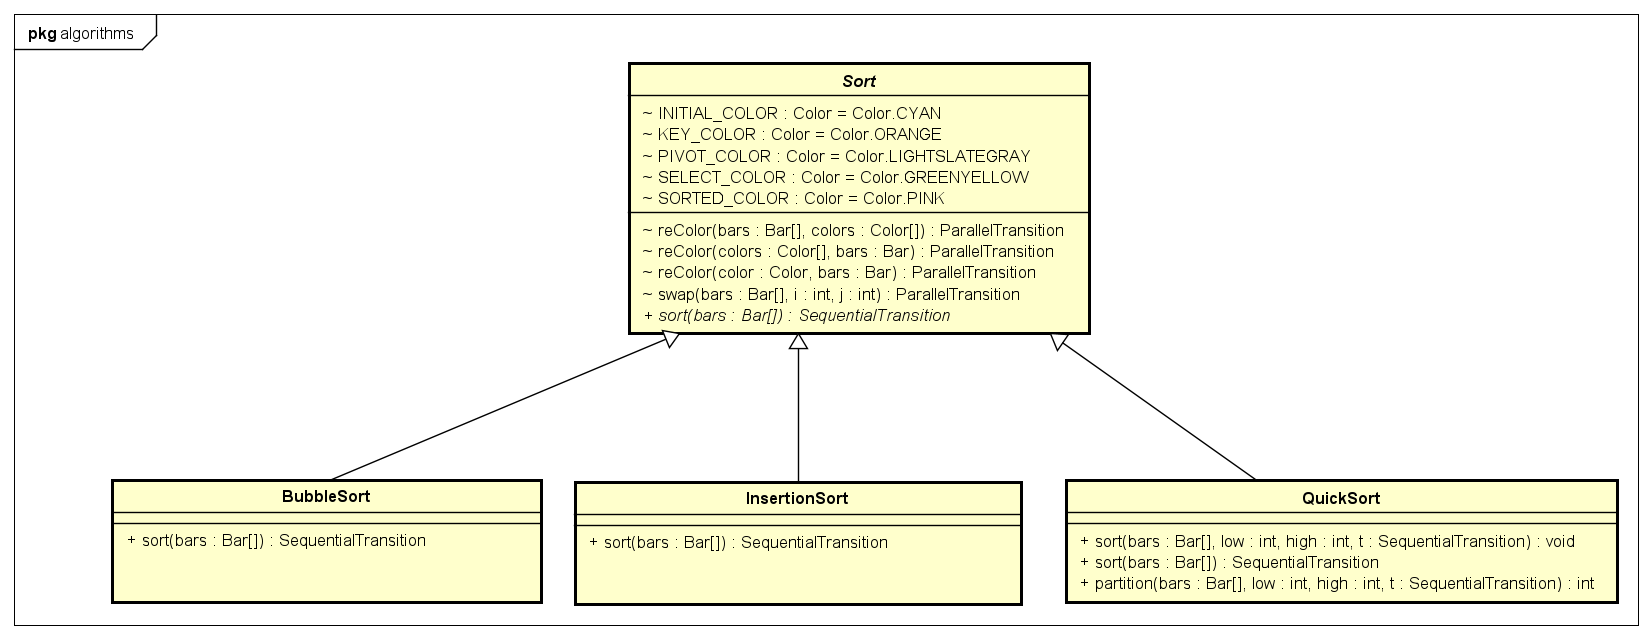 pkg algorithms
Sort
~ INITIAL_COLOR : Color = Color.CYAN
~ KEY_COLOR : Color = Color.ORANGE
~ PIVOT_COLOR : Color = Color.LIGHTSLATEGRAY
~ SELECT_COLOR : Color = Color.GREENYELLOW
~ SORTED_COLOR : Color = Color.PINK
~ reColor(bars : Bar[], colors : Color[]) : ParallelTransition
~ reColor(colors : Color[], bars : Bar) : ParallelTransition
~ reColor(color : Color, bars : Bar) : ParallelTransition
~ swap(bars : Bar[], i : int, j : int) : ParallelTransition
+ sort(bars : Bar[]) : SequentialTransition
BubbleSort
+ sort(bars : Bar[]) : SequentialTransition
InsertionSort
+ sort(bars : Bar[]) : SequentialTransition
QuickSort
+ sort(bars : Bar[], low : int, high : int, t : SequentialTransition) : void
+ sort(bars : Bar[]) : SequentialTransition
+ partition(bars : Bar[], low : int, high : int, t : SequentialTransition) : int